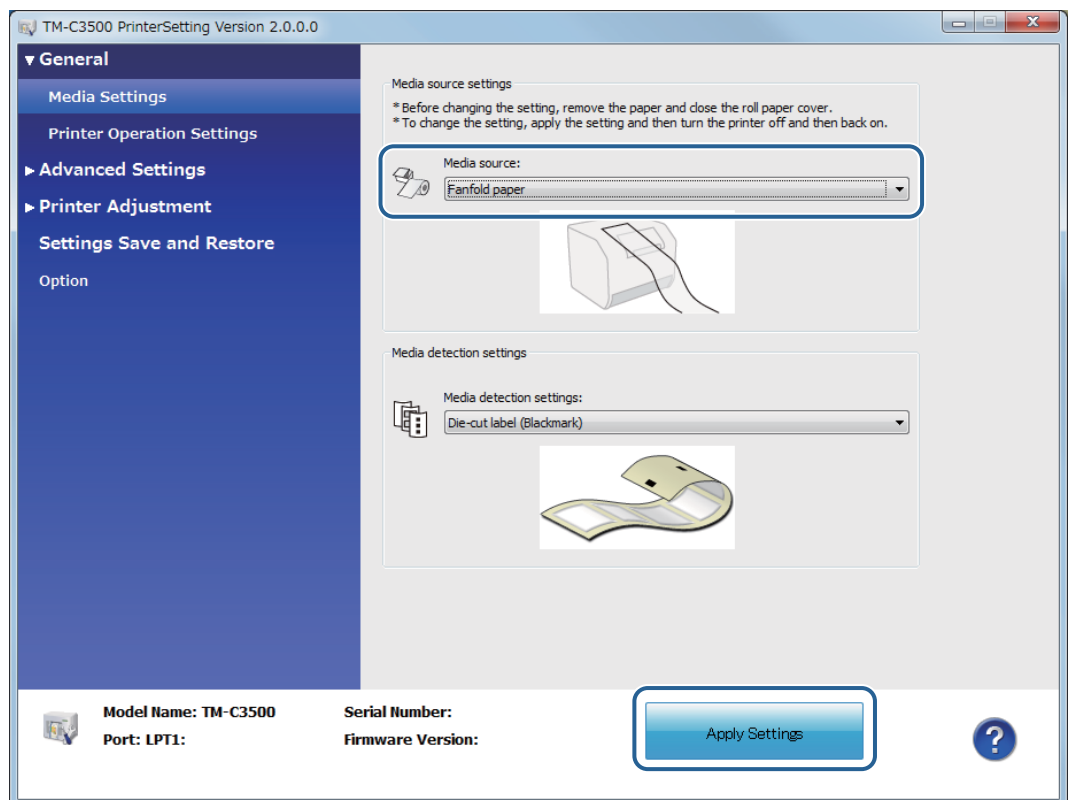 TM-C3500 PrinterSetting Version 2.0.0.0
General
Media Settings
Printer Operation Settings
Advanced Settings
Printer Adjustment
Settings Save and Restore
Option
Media source settings
*Before changing the setting, remove the paper and close the roll paper cover.
*To change the setting, apply the setting and then turn the printer off and then back on.
Media source:
Fanfold paper
Media detection settings
Media detection settings:
Die-cut label (Blackmark)
Model Name: TM-C3500
Serial Number:
Port: LPT1:
Firmware Version:
Apply Settings
?